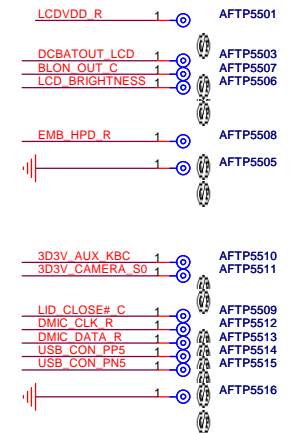 LCDVDD_R 1 AFTP5501
DCBATOUT_LCD 1 AFTP5503
BLON_OUT_C 1 AFTP5507
LCD_BRIGHTNESS 1 AFTP5506
EMB_HPD_R 1 AFTP5508
1 AFTP5505
3D3V_AUX_KBC 1 AFTP5510
3D3V_CAMERA_S0 1 AFTP5511
LID_CLOSE#_C 1 AFTP5509
DMIC_CLK_R 1 AFTP5512
DMIC_DATA_R 1 AFTP5513
USB_CON_PP5 1 AFTP5514
USB_CON_PN5 1 AFTP5515
1 AFTP5516